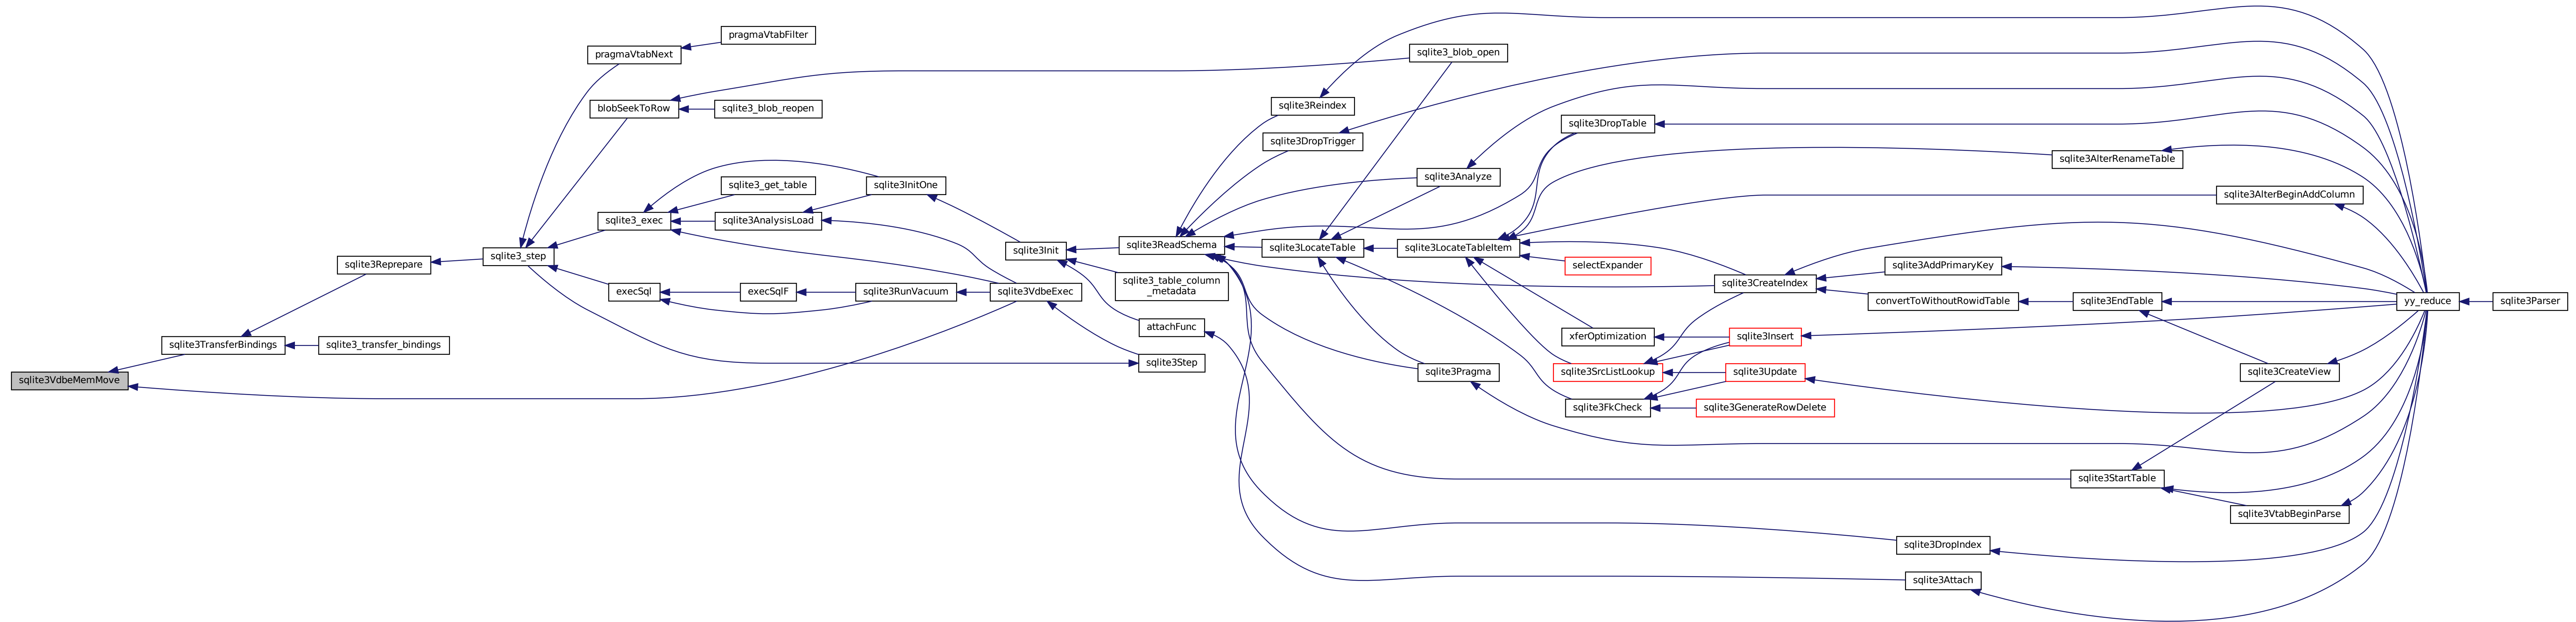 pragmaVtabFilter
pragmaVtabNext
sqlite3_blob_open
blobSeekToRow
sqlite3_blob_reopen
sqlite3Reindex
sqlite3DropTrigger
sqlite3DropTable
sqlite3AlterRenameTable
sqlite3Analyze
sqlite3_get_table
sqlite3InitOne
sqlite3AlterBeginAddColumn
sqlite3_exec
sqlite3AnalysisLoad
sqlite3Init
sqlite3ReadSchema
sqlite3LocateTable
sqlite3LocateTableItem
sqlite3_step
sqlite3Reprepare
selectExpander
sqlite3AddPrimaryKey
sqlite3_table_column
_metadata
sqlite3CreateIndex
execSql
execSqlF
sqlite3RunVacuum
sqlite3VdbeExec
convertToWithoutRowidTable
sqlite3EndTable
yy_reduce
sqlite3Parser
attachFunc
xferOptimization
sqlite3Insert
sqlite3TransferBindings
sqlite3_transfer_bindings
sqlite3Step
sqlite3Pragma
sqlite3SrcListLookup
sqlite3Update
sqlite3CreateView
sqlite3VdbeMemMove
sqlite3FkCheck
sqlite3GenerateRowDelete
sqlite3StartTable
sqlite3VtabBeginParse
sqlite3DropIndex
sqlite3Attach